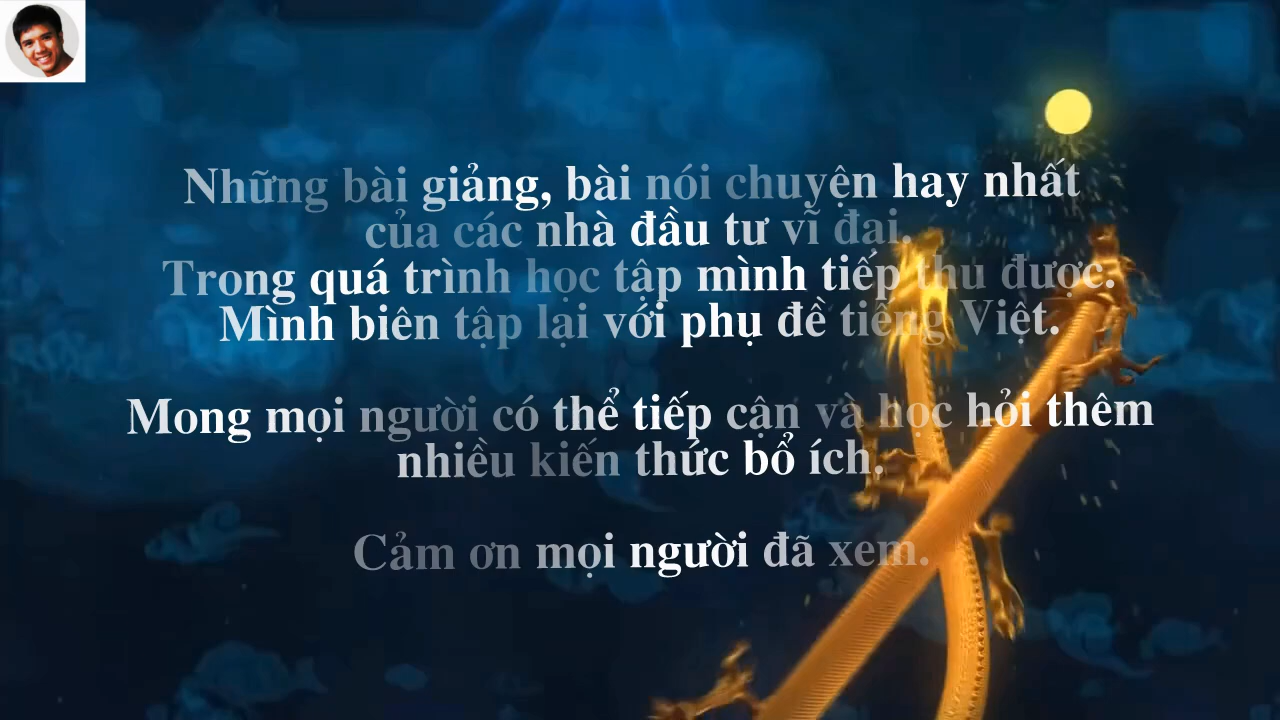 Những bài giảng, bài nói chuyện hay nhất
của các nhà đầu tư vĩ đại.
Trong quá trình học tập mình tiếp thu được.
Mình biên tập lại với phụ đề tiếng Việt.
Mong mọi người có thể tiếp cận và học hỏi thêm
nhiều kiến thức bổ ích.
Cảm ơn mọi người đã xem.